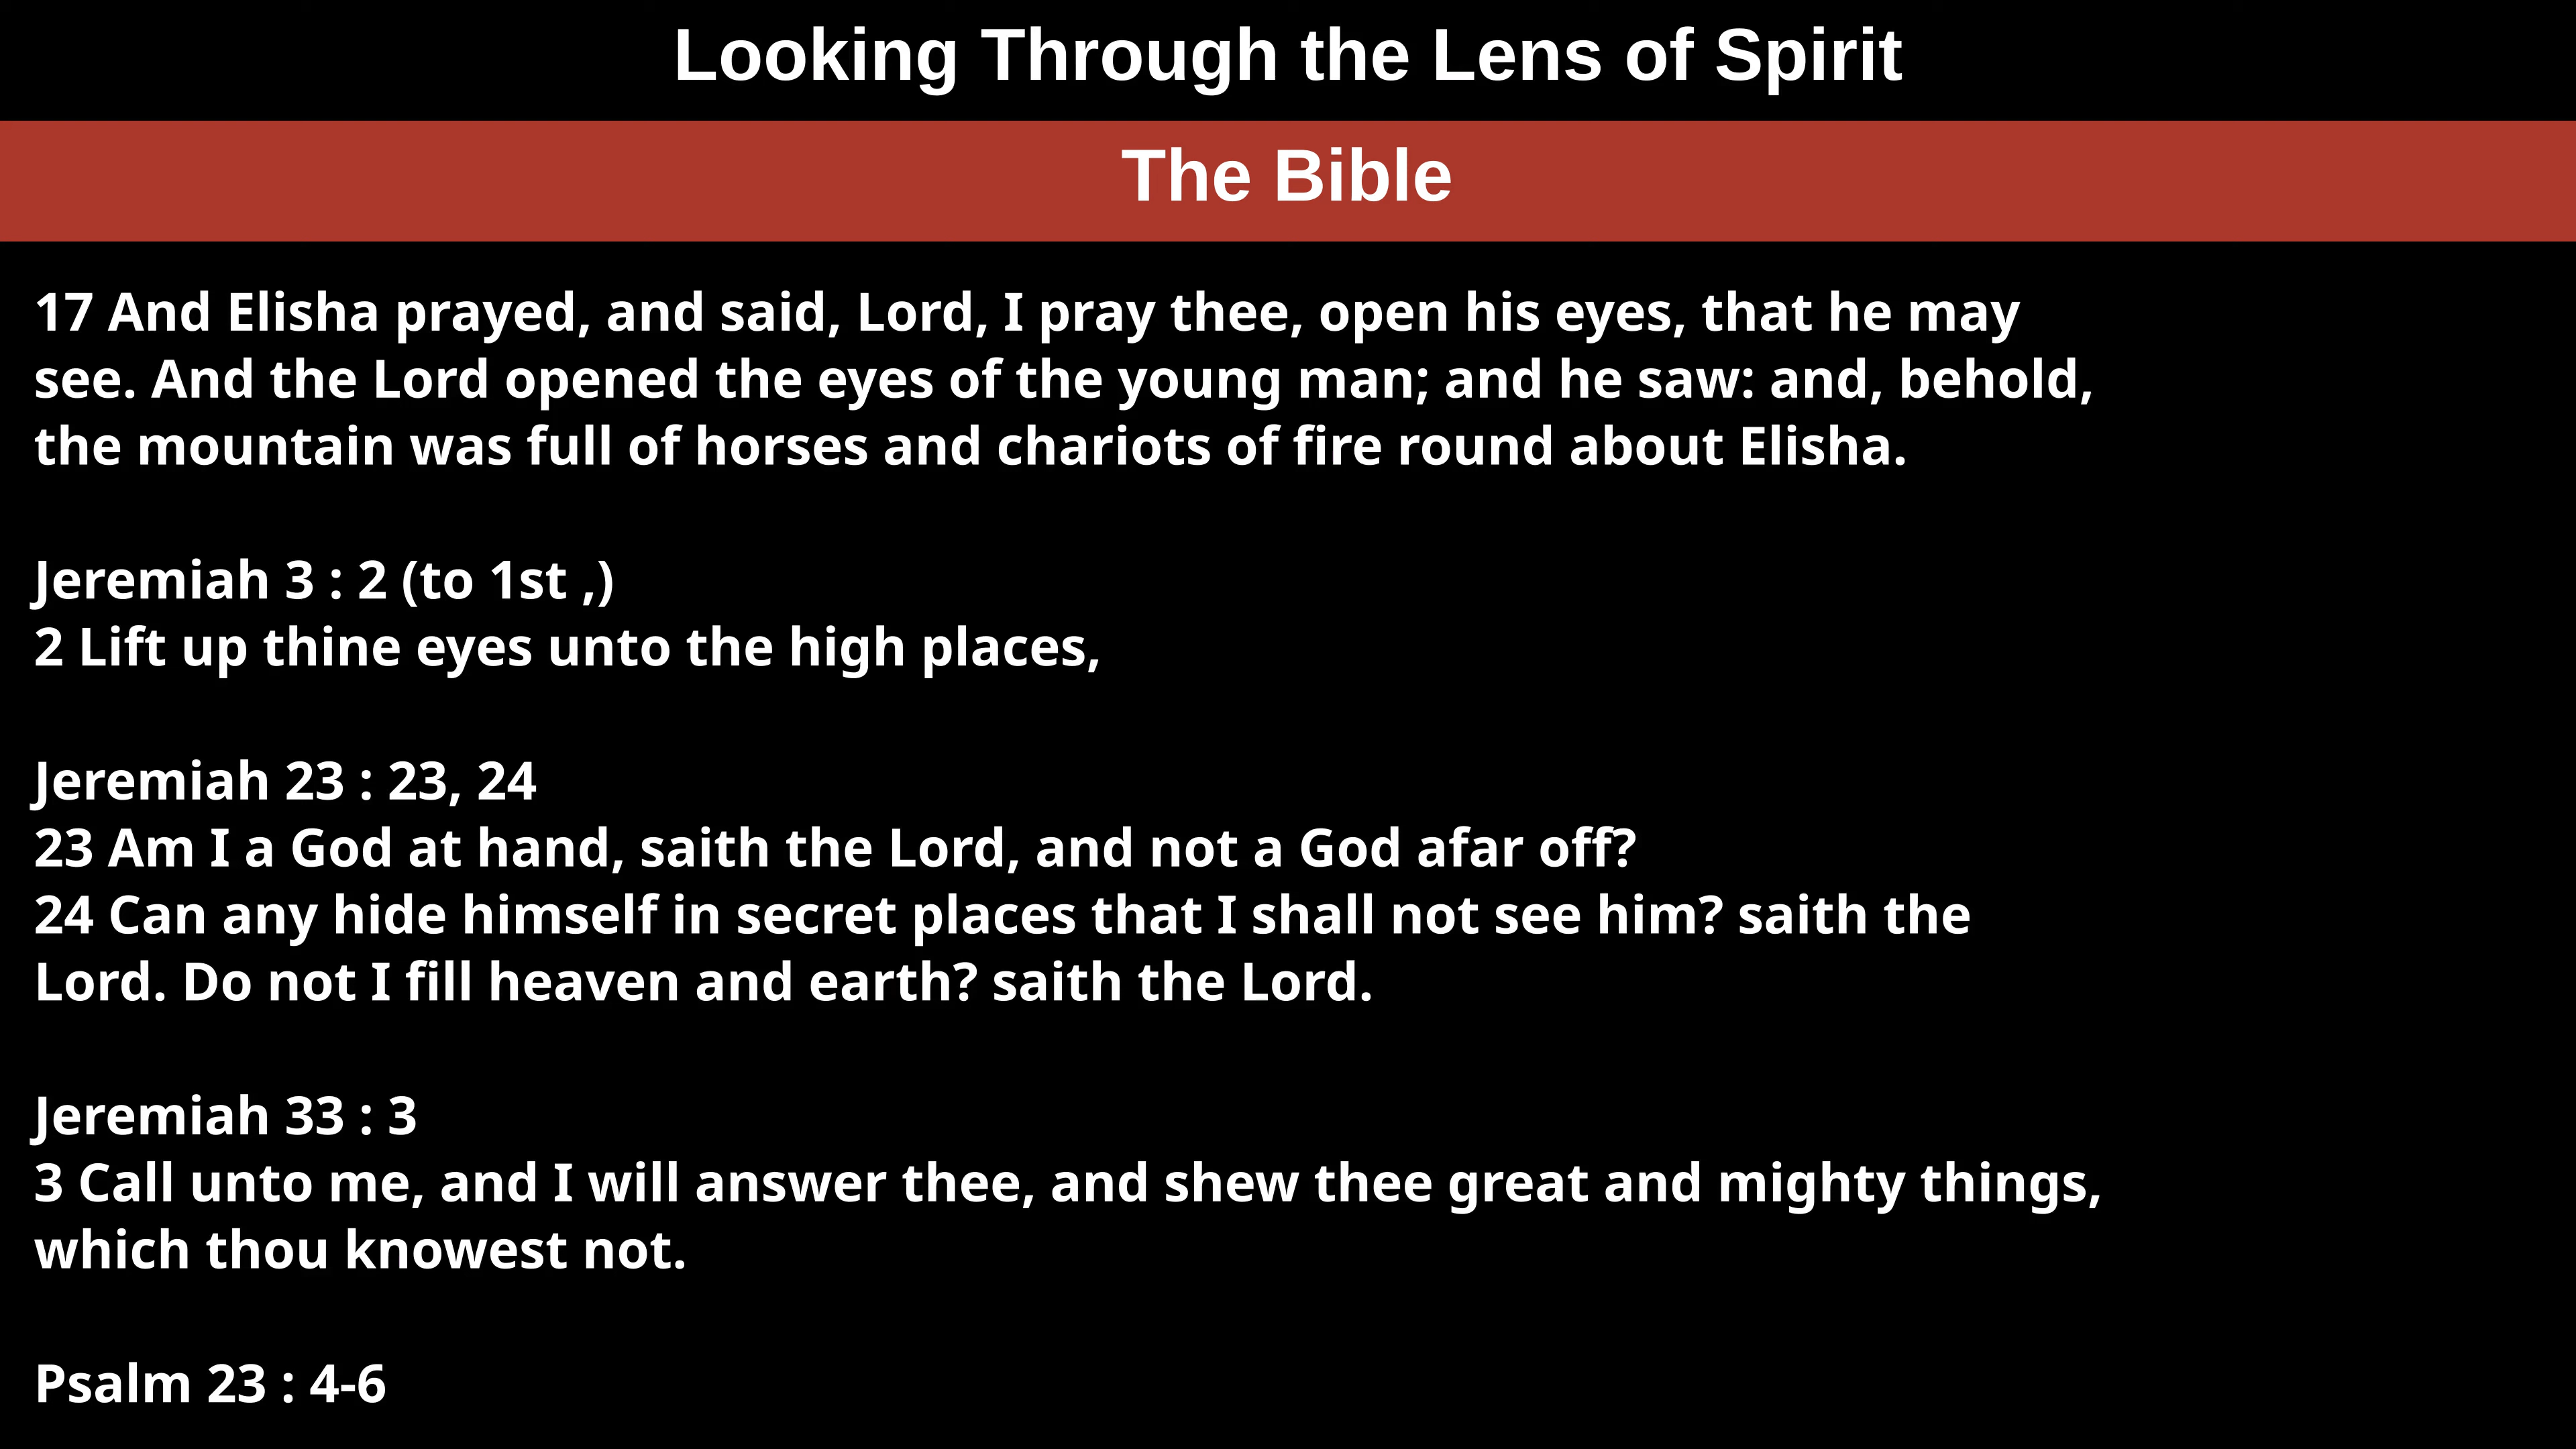 Looking Through the Lens of Spirit
The Bible
17 And Elisha prayed, and said, Lord, I pray thee, open his eyes, that he may
see. And the Lord opened the eyes of the young man; and he saw: and, behold,
the mountain was full of horses and chariots of fire round about Elisha.
Jeremiah 3 : 2 (to 1st ,)
2 Lift up thine eyes unto the high places,
Jeremiah 23 : 23, 24
23 Am I a God at hand, saith the Lord, and not a God afar off?
24 Can any hide himself in secret places that I shall not see him? saith the
Lord. Do not I fill heaven and earth? saith the Lord.
Jeremiah 33 : 3
3 Call unto me, and I will answer thee, and shew thee great and mighty things,
which thou knowest not.
Psalm 23 : 4-6